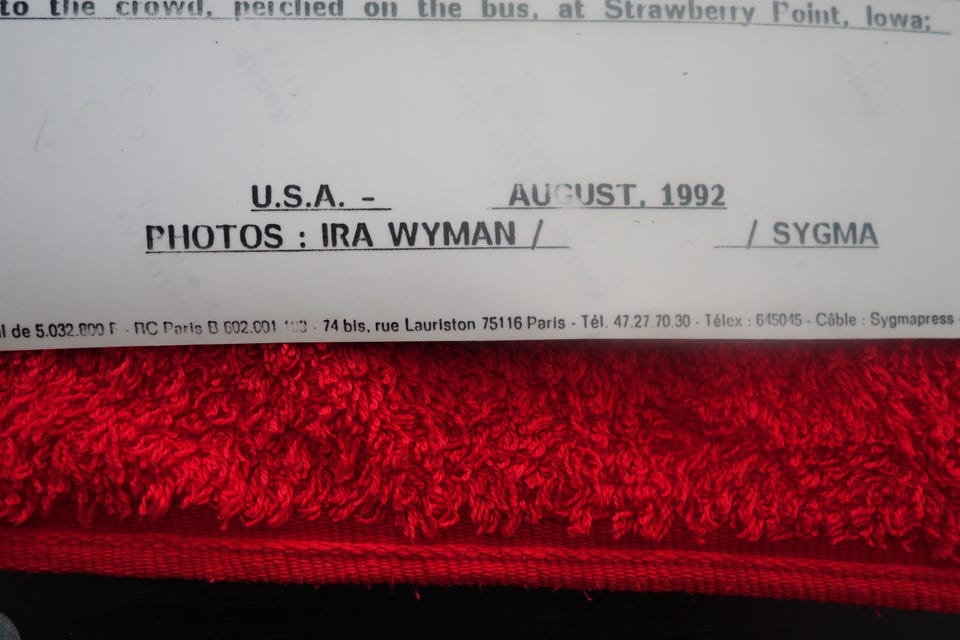 to the crowd, perched on the bus, at Strawberry Point, Iowa;
U.S.A. - AUGUST, 1992
PHOTOS : IRA WYMAN / / SYGMA
al de 5.032.800 F - RC Paris B 602.001 - 74 bis, rue Lauriston 75116 Paris - Tél. 47.27.70.30 - Télex : 645045 - Câble : Sygmapress -